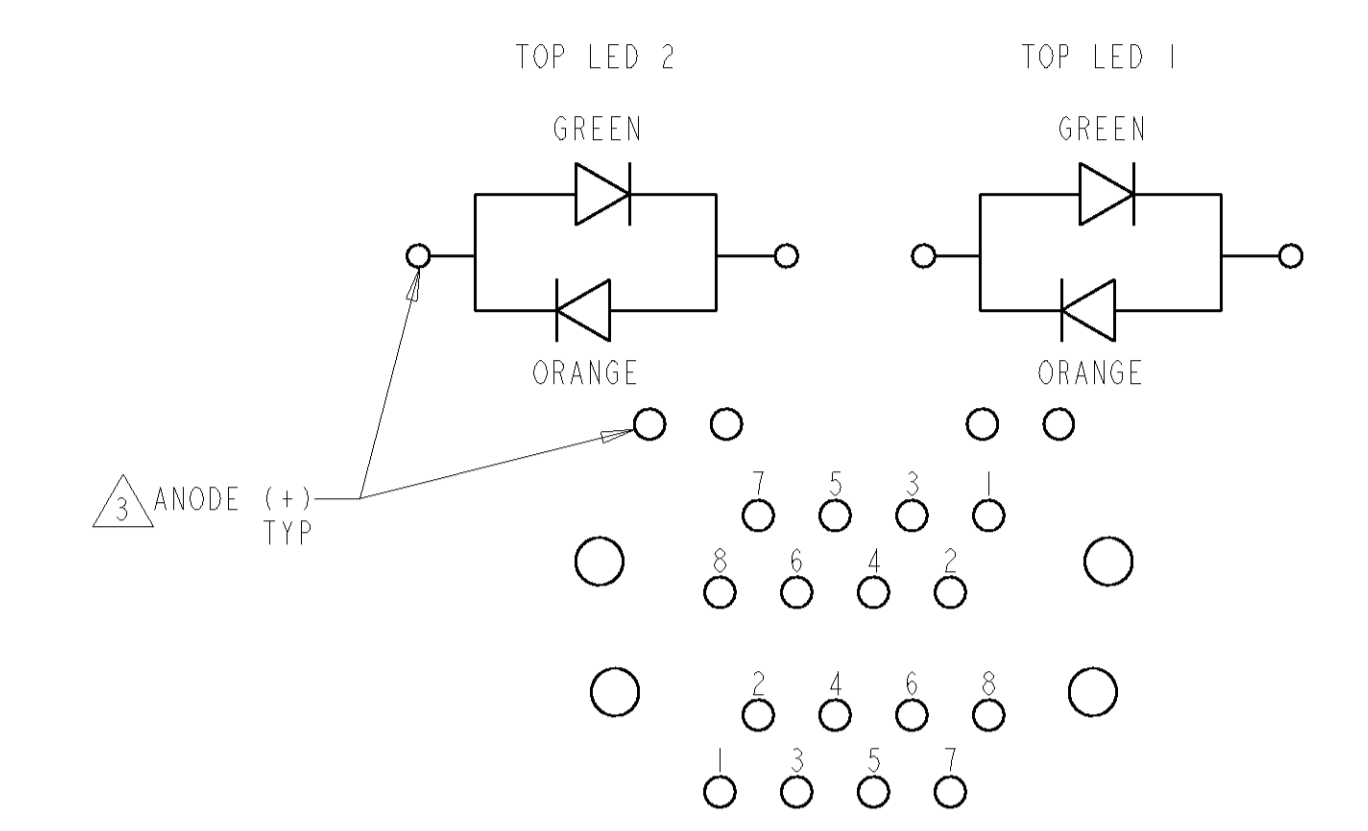 TOP LED 2
TOP LED 1
GREEN
GREEN
ORANGE
ORANGE
3
ANODE (+)
TYP
7 5 3 1
8 6 4 2
2 4 6 8
1 3 5 7